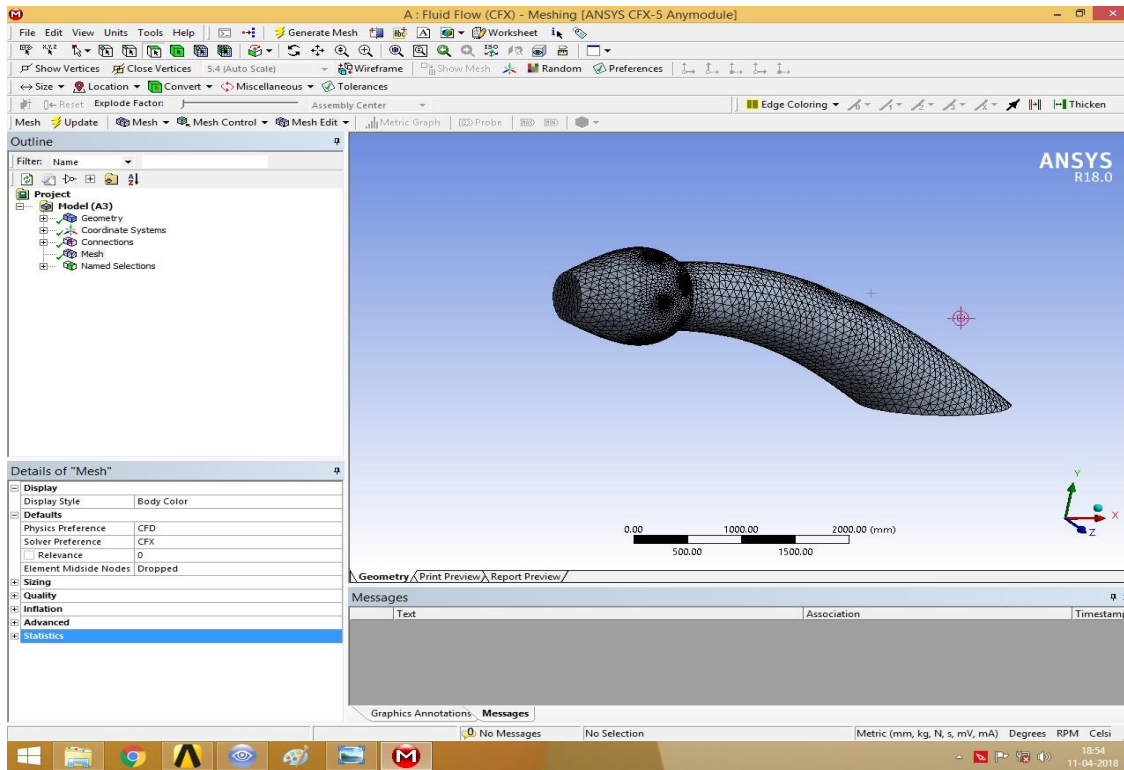 A : Fluid Flow (CFX) - Meshing [ANSYS CFX-5 Anymodule]
File Edit View Units Tools Help Generate Mesh A Worksheet
Show Vertices Close Vertices 5.4 (Auto Scale) Wireframe Show Mesh Random Preferences
Size Location Convert Miscellaneous Tolerances
Reset Explode Factor: Assembly Center Edge Coloring Thicken
Mesh Update Mesh Mesh Control Mesh Edit Metric Graph Probe
Outline
Filter: Name
Project
Model (A3)
Geometry
Coordinate Systems
Connections
Mesh
Named Selections
ANSYS
R18.0
Y
X
Z
0.00 1000.00 2000.00 (mm)
500.00 1500.00
Details of "Mesh"
Display
Display Style Body Color
Defaults
Physics Preference CFD
Solver Preference CFX
Relevance 0
Element Midside Nodes Dropped
Sizing
Quality
Inflation
Advanced
Statistics
Geometry Print Preview Report Preview
Messages
Text Association Timestam
Graphics Annotations Messages
0 No Messages No Selection Metric (mm, kg, N, s, mV, mA) Degrees RPM Celsi
18:54
11-04-2018